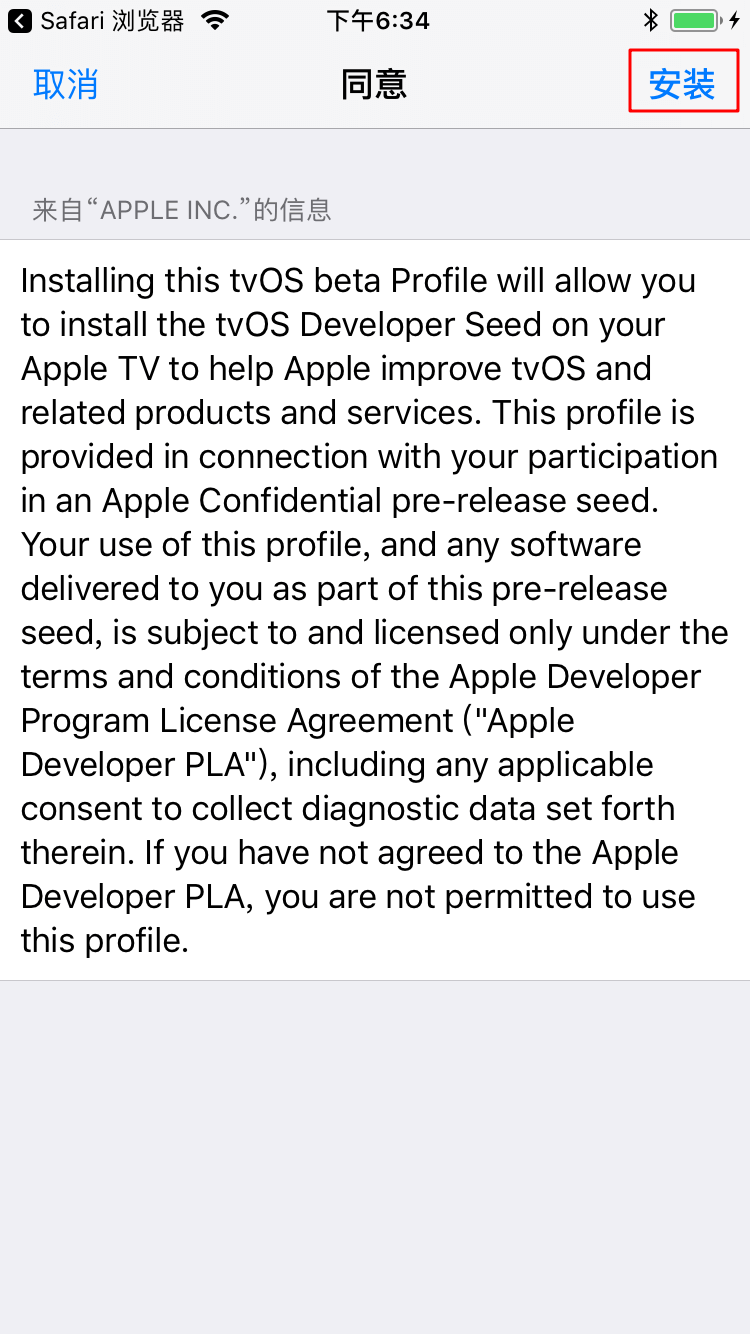 Safari 浏览器 下午6:34
取消 同意 安装
来自“APPLE INC.”的信息
Installing this tvOS beta Profile will allow you
to install the tvOS Developer Seed on your
Apple TV to help Apple improve tvOS and
related products and services. This profile is
provided in connection with your participation
in an Apple Confidential pre-release seed.
Your use of this profile, and any software
delivered to you as part of this pre-release
seed, is subject to and licensed only under the
terms and conditions of the Apple Developer
Program License Agreement ("Apple
Developer PLA"), including any applicable
consent to collect diagnostic data set forth
therein. If you have not agreed to the Apple
Developer PLA, you are not permitted to use
this profile.